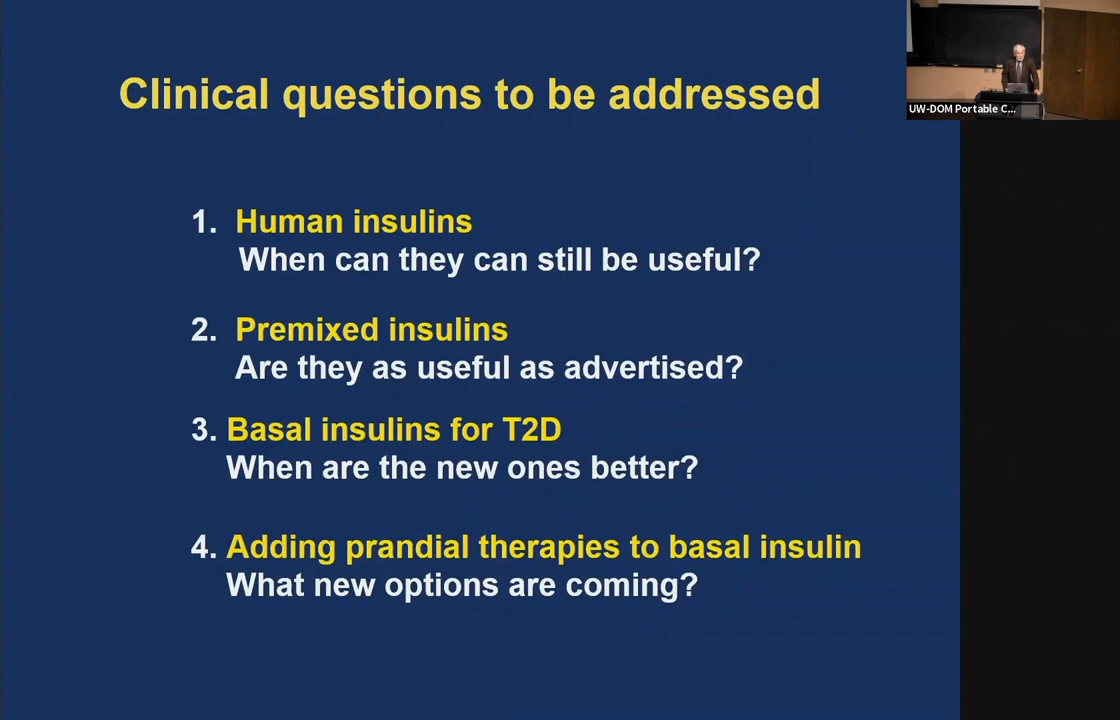 Clinical questions to be addressed
UW-DOM Portable C...
1. Human insulins
When can they can still be useful?
2. Premixed insulins
Are they as useful as advertised?
3. Basal insulins for T2D
When are the new ones better?
4. Adding prandial therapies to basal insulin
What new options are coming?